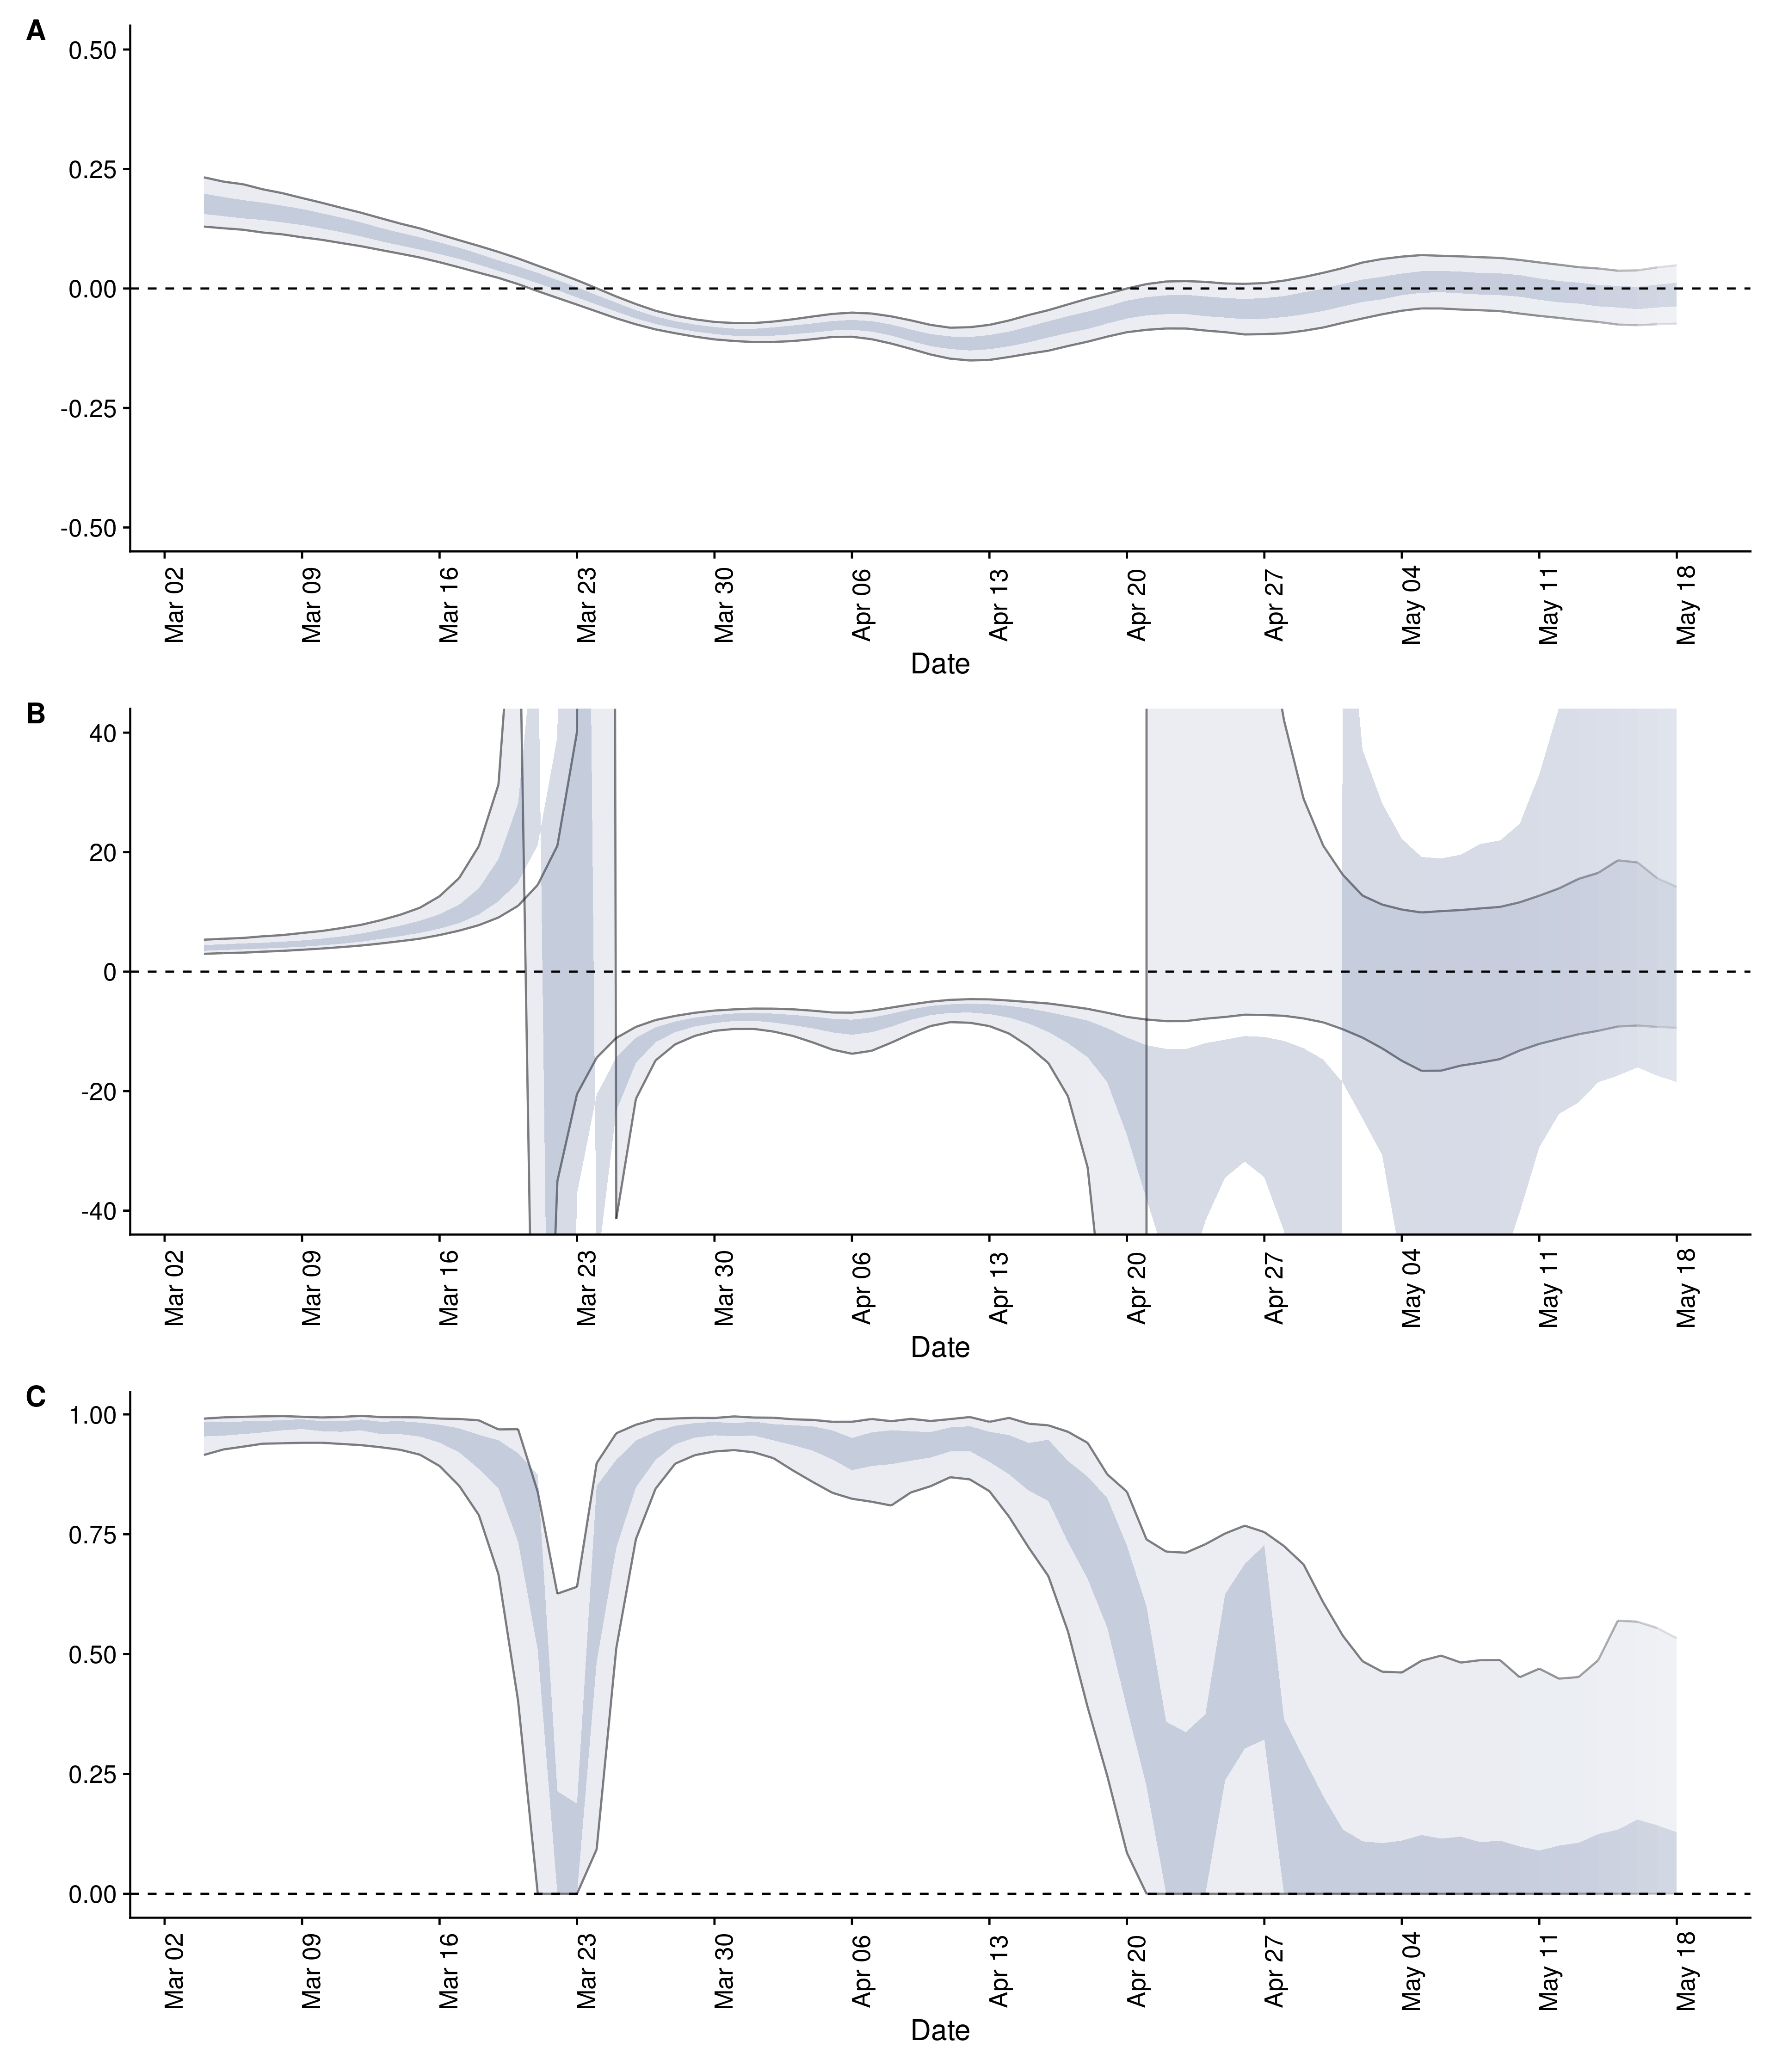 A
0.50
0.25
0.00
-0.25
-0.50
Mar 02
Mar 09
Mar 16
Mar 23
Mar 30
Apr 06
Apr 13
Apr 20
Apr 27
May 04
May 11
May 18
Date
B
40
20
0
-20
-40
Mar 02
Mar 09
Mar 16
Mar 23
Mar 30
Apr 06
Apr 13
Apr 20
Apr 27
May 04
May 11
May 18
Date
C
1.00
0.75
0.50
0.25
0.00
Mar 02
Mar 09
Mar 16
Mar 23
Mar 30
Apr 06
Apr 13
Apr 20
Apr 27
May 04
May 11
May 18
Date